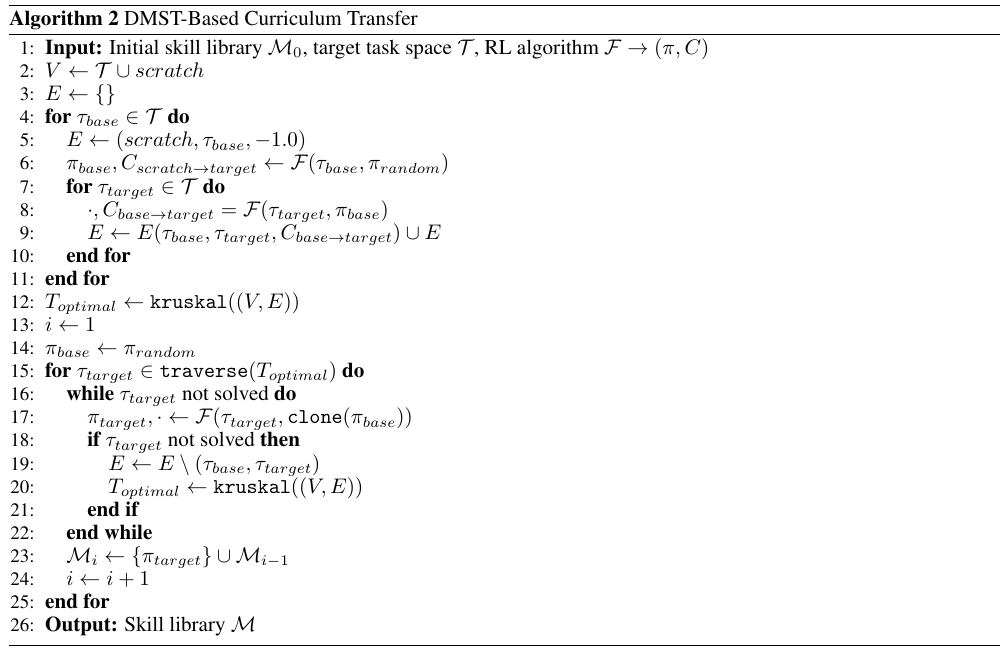 Algorithm 2 DMST-Based Curriculum Transfer
1: Input: Initial skill library $\mathcal{M}_0$, target task space $\mathcal{T}$, RL algorithm $\mathcal{F} \rightarrow (\pi, C)$
2: $V \leftarrow \mathcal{T} \cup scratch$
3: $E \leftarrow \{\}$
4: for $\tau_{base} \in \mathcal{T}$ do
5: $E \leftarrow (scratch, \tau_{base}, -1.0)$
6: $\pi_{base}, C_{scratch \rightarrow target} \leftarrow \mathcal{F}(\tau_{base}, \pi_{random})$
7: for $\tau_{target} \in \mathcal{T}$ do
8: $\cdot, C_{base \rightarrow target} = \mathcal{F}(\tau_{target}, \pi_{base})$
9: $E \leftarrow E(\tau_{base}, \tau_{target}, C_{base \rightarrow target}) \cup E$
10: end for
11: end for
12: $T_{optimal} \leftarrow \texttt{kruskal}((V, E))$
13: $i \leftarrow 1$
14: $\pi_{base} \leftarrow \pi_{random}$
15: for $\tau_{target} \in \texttt{traverse}(T_{optimal})$ do
16: while $\tau_{target}$ not solved do
17: $\pi_{target}, \cdot \leftarrow \mathcal{F}(\tau_{target}, \texttt{clone}(\pi_{base}))$
18: if $\tau_{target}$ not solved then
19: $E \leftarrow E \setminus (\tau_{base}, \tau_{target})$
20: $T_{optimal} \leftarrow \texttt{kruskal}((V, E))$
21: end if
22: end while
23: $\mathcal{M}_i \leftarrow \{\pi_{target}\} \cup \mathcal{M}_{i-1}$
24: $i \leftarrow i + 1$
25: end for
26: Output: Skill library $\mathcal{M}$